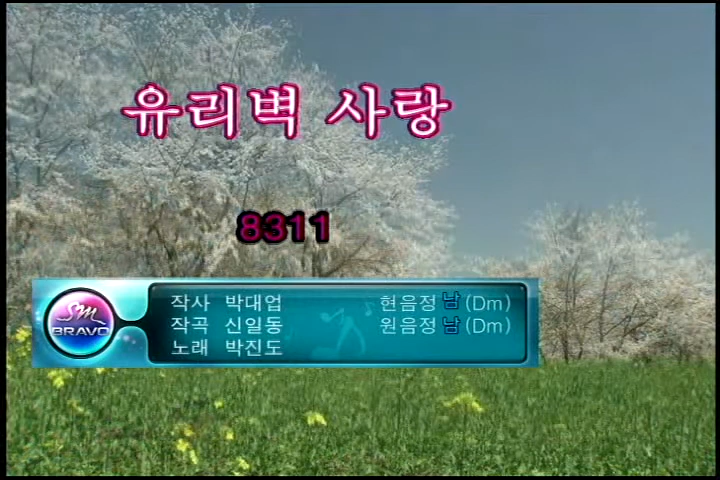 유리벽 사랑
8311
SM
BRAVO
작사 박대업 현음정 남 (Dm)
작곡 신일동 원음정 남 (Dm)
노래 박진도